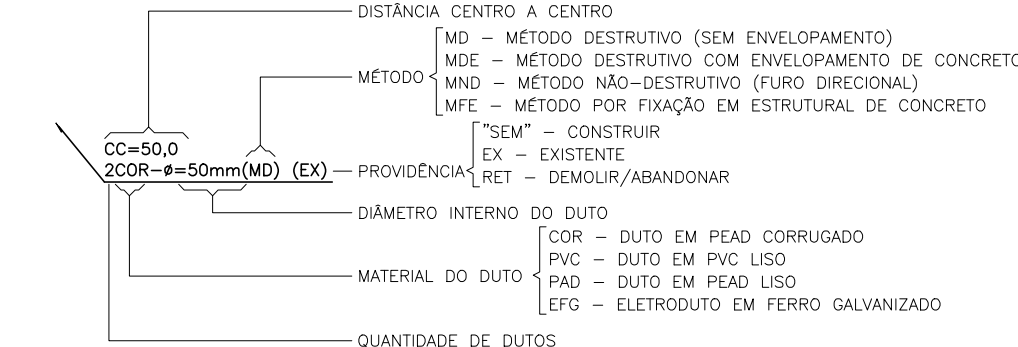 DISTÂNCIA CENTRO A CENTRO
MÉTODO
MD – MÉTODO DESTRUTIVO (SEM ENVELOPAMENTO)
MDE – MÉTODO DESTRUTIVO COM ENVELOPAMENTO DE CONCRETO
MND – MÉTODO NÃO-DESTRUTIVO (FURO DIRECIONAL)
MFE – MÉTODO POR FIXAÇÃO EM ESTRUTURAL DE CONCRETO
CC=50,0
2COR-ø=50mm(MD) (EX)
PROVIDÊNCIA
"SEM" – CONSTRUIR
EX – EXISTENTE
RET – DEMOLIR/ABANDONAR
DIÂMETRO INTERNO DO DUTO
MATERIAL DO DUTO
COR – DUTO EM PEAD CORRUGADO
PVC – DUTO EM PVC LISO
PAD – DUTO EM PEAD LISO
EFG – ELETRODUTO EM FERRO GALVANIZADO
QUANTIDADE DE DUTOS